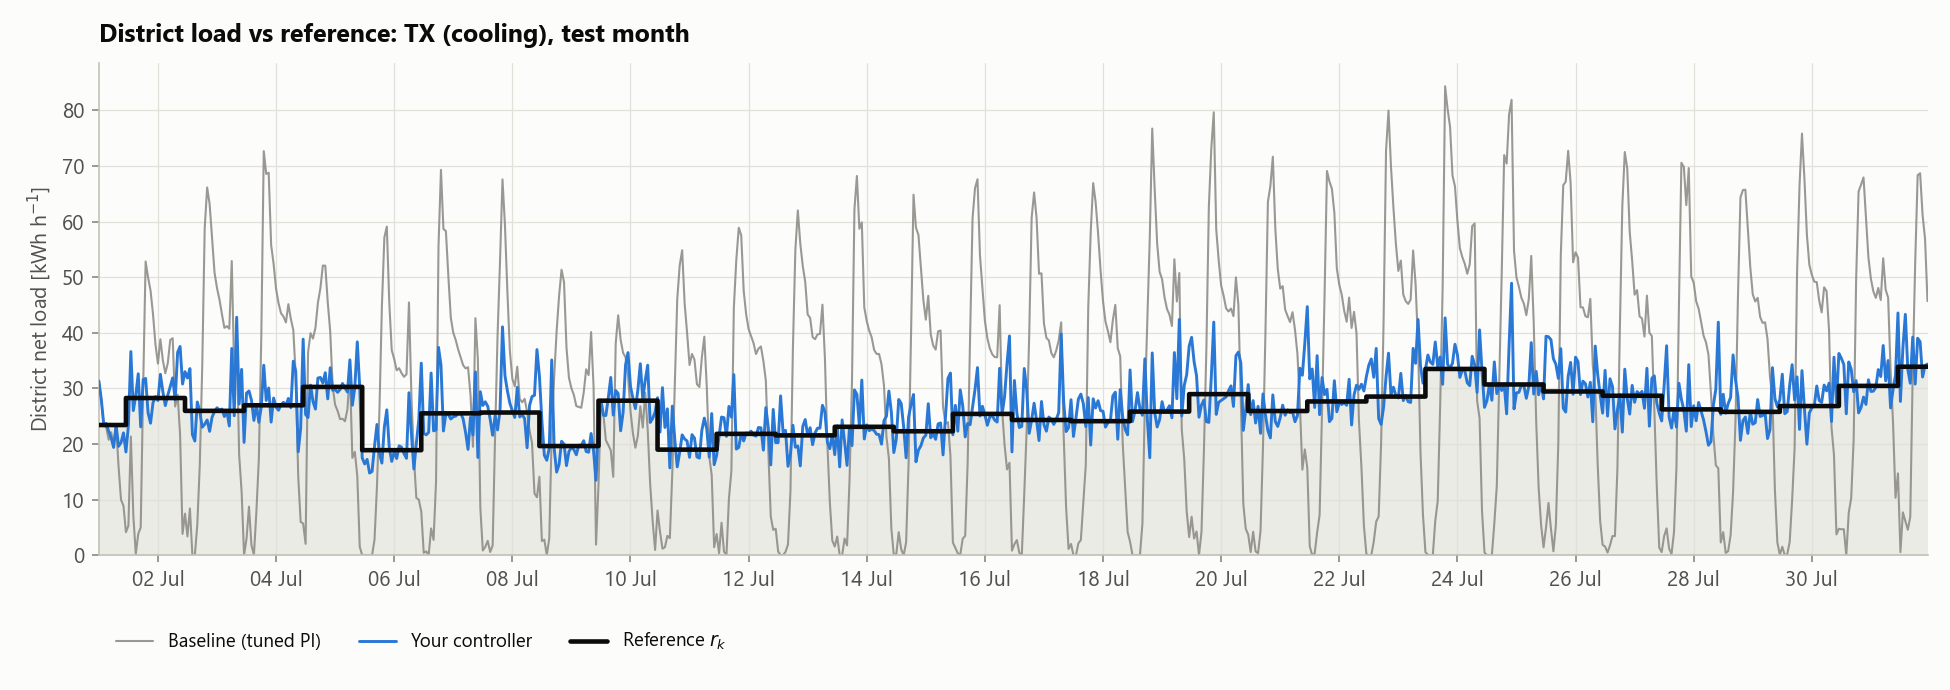 District load vs reference: TX (cooling), test month
District net load [kWh h⁻¹]
80
70
60
50
40
30
20
10
0
02 Jul 04 Jul 06 Jul 08 Jul 10 Jul 12 Jul 14 Jul 16 Jul 18 Jul 20 Jul 22 Jul 24 Jul 26 Jul 28 Jul 30 Jul
Baseline (tuned PI) Your controller Reference rₖ